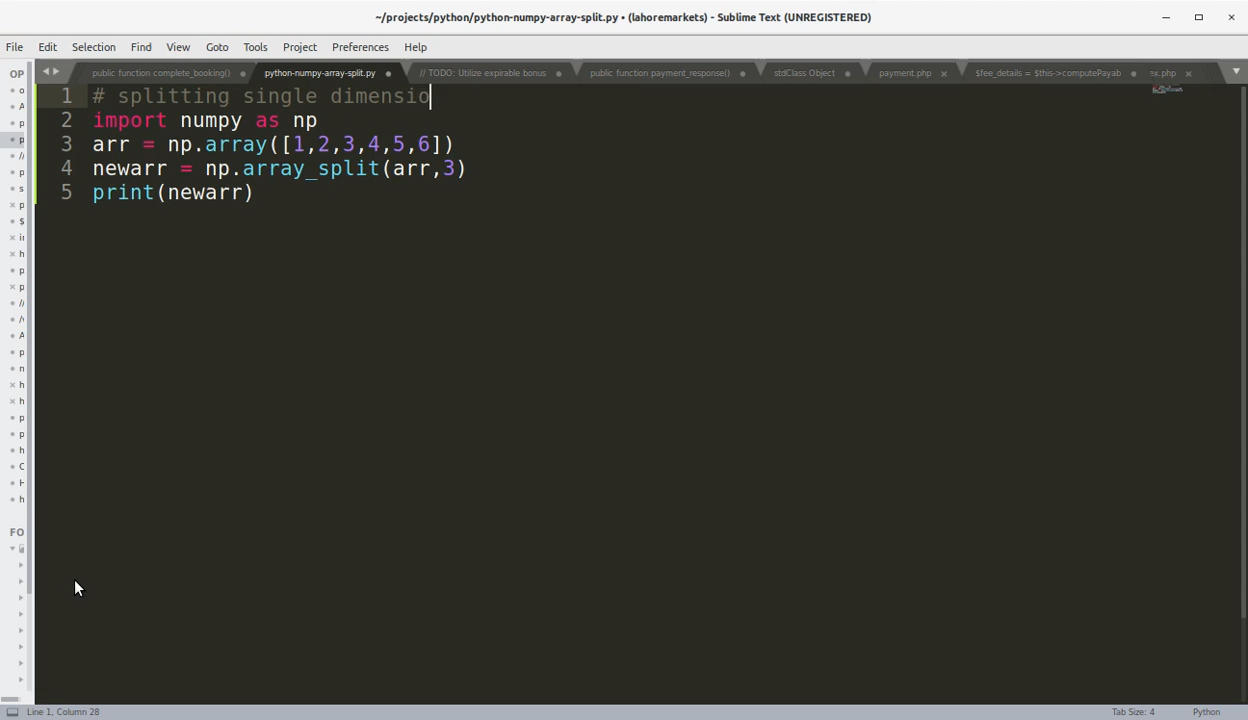 ~/projects/python/python-numpy-array-split.py • (lahoremarkets) - Sublime Text (UNREGISTERED)
File Edit Selection Find View Goto Tools Project Preferences Help
OP public function complete_booking() python-numpy-array-split.py // TODO: Utilize expirable bonus public function payment_response() stdClass Object payment.php $fee_details = $this->computePayab ex.php
1 # splitting single dimensio
2 import numpy as np
3 arr = np.array([1,2,3,4,5,6])
4 newarr = np.array_split(arr,3)
5 print(newarr)
o
A
p
p
//
p
s
p
$
h
p
p
//
A
p
n
h
h
p
p
h
C
H
h
FO
Line 1, Column 28 Tab Size: 4 Python